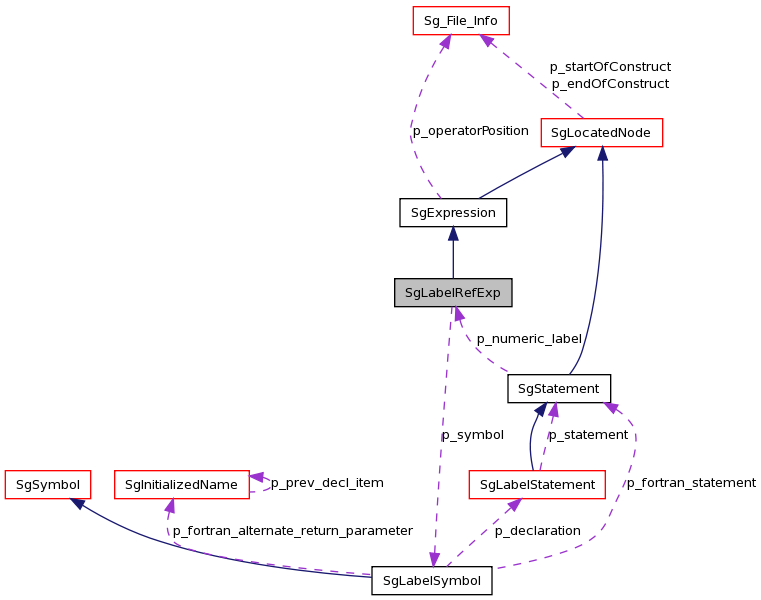 Sg_File_Info
p_startOfConstruct
p_endOfConstruct
p_operatorPosition
SgLocatedNode
SgExpression
SgLabelRefExp
p_numeric_label
SgStatement
p_symbol
p_statement
SgSymbol
SgInitializedName
p_prev_decl_item
SgLabelStatement
p_fortran_statement
p_fortran_alternate_return_parameter
p_declaration
SgLabelSymbol